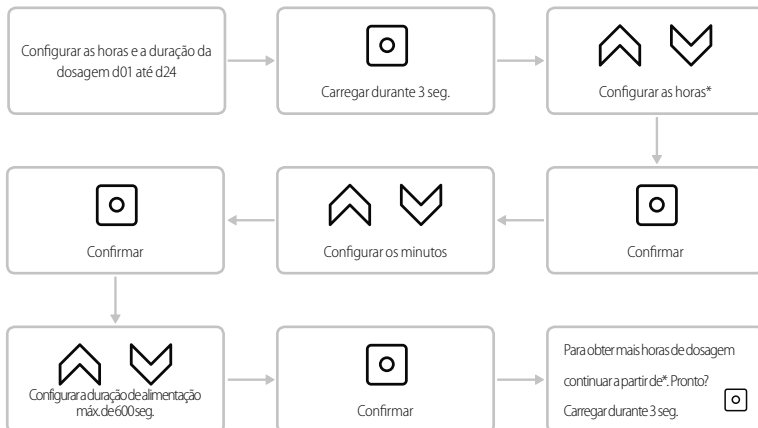 Configurar as horas e a duração da
dosagem d01 até d24
Carregar durante 3 seg.
Configurar as horas*
Confirmar
Configurar os minutos
Confirmar
Configurar a duração de alimentação
máx. de 600 seg.
Confirmar
Para obter mais horas de dosagem
continuar a partir de*. Pronto?
Carregar durante 3 seg.